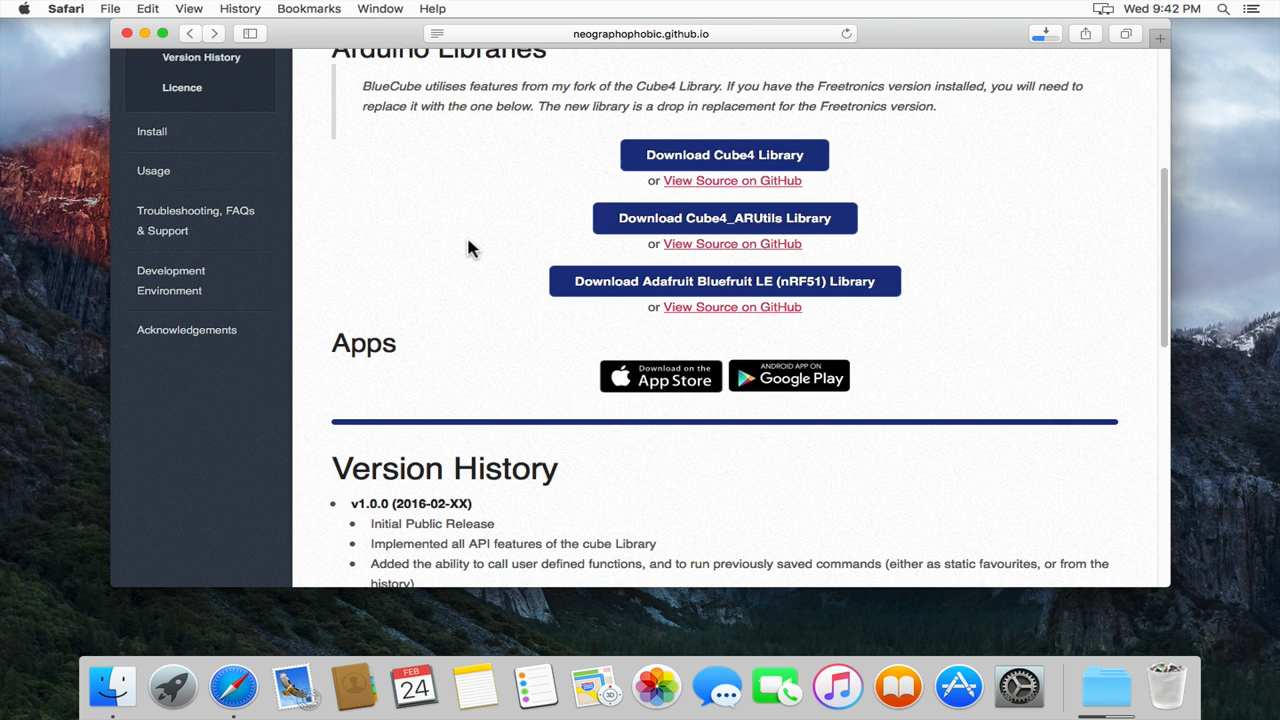 Safari File Edit View History Bookmarks Window Help Wed 9:42 PM
neographophobic.github.io
Version History
Licence
Install
Usage
Troubleshooting, FAQs
& Support
Development
Environment
Acknowledgements
Arduino Libraries
BlueCube utilises features from my fork of the Cube4 Library. If you have the Freetronics version installed, you will need to
replace it with the one below. The new library is a drop in replacement for the Freetronics version.
Download Cube4 Library
or View Source on GitHub
Download Cube4_ARUtils Library
or View Source on GitHub
Download Adafruit Bluefruit LE (nRF51) Library
or View Source on GitHub
Apps
Download on the
App Store
ANDROID APP ON
Google Play
Version History
v1.0.0 (2016-02-XX)
Initial Public Release
Implemented all API features of the cube Library
Added the ability to call user defined functions, and to run previously saved commands (either as static favourites, or from the
history)
FEB
24
3D